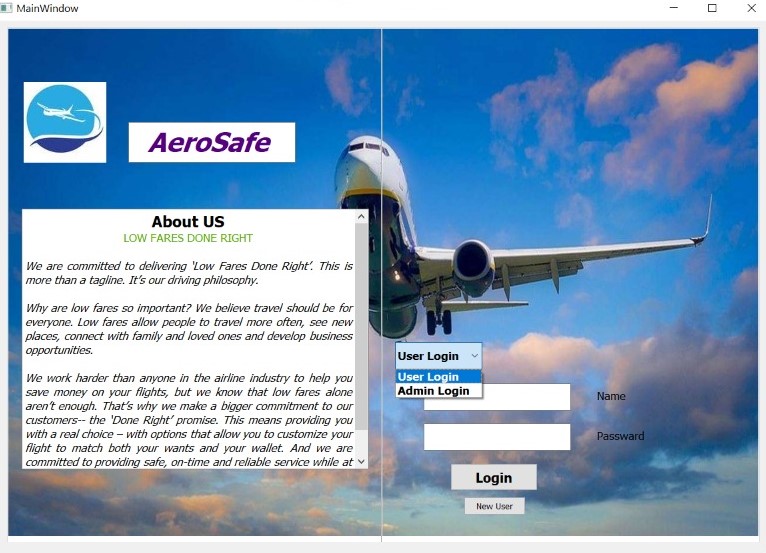 MainWindow
AeroSafe
About US
LOW FARES DONE RIGHT
We are committed to delivering ‘Low Fares Done Right’. This is
more than a tagline. It’s our driving philosophy.
Why are low fares so important? We believe travel should be for
everyone. Low fares allow people to travel more often, see new
places, connect with family and loved ones and develop business
opportunities.
We work harder than anyone in the airline industry to help you
save money on your flights, but we know that low fares alone
aren’t enough. That’s why we make a bigger commitment to our
customers-- the ‘Done Right’ promise. This means providing you
with a real choice – with options that allow you to customize your
flight to match both your wants and your wallet. And we are
committed to providing safe, on-time and reliable service while at
User Login
User Login
Admin Login
Name
Passward
Login
New User